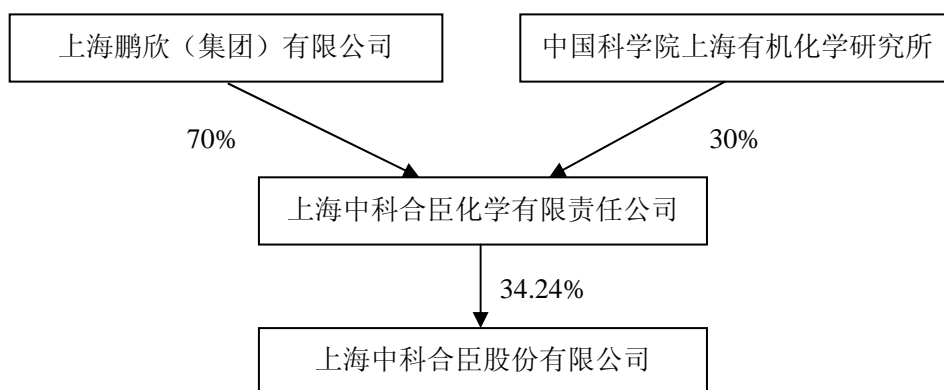 上海鹏欣（集团）有限公司
中国科学院上海有机化学研究所
70%
30%
上海中科合臣化学有限责任公司
34.24%
上海中科合臣股份有限公司